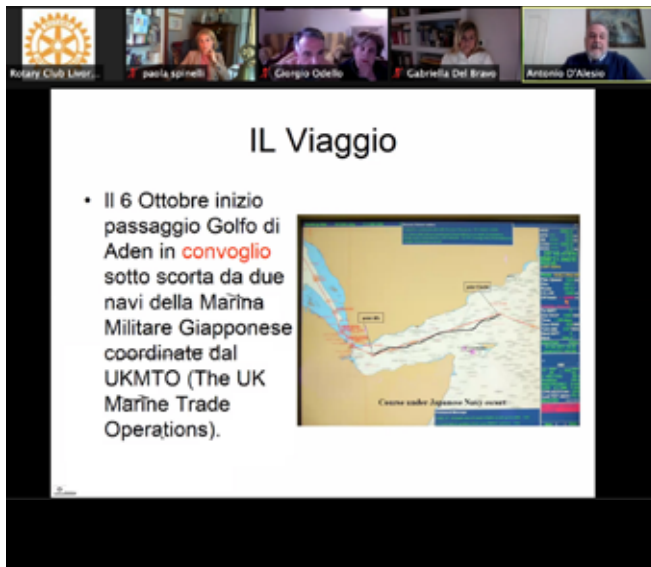 Rotary Club Livor...
paola spinelli
Giorgio Odello
Gabriella Del Bravo
Antonio D'Alesio
IL Viaggio
• Il 6 Ottobre inizio
passaggio Golfo di
Aden in convoglio
sotto scorta da due
navi della Marina
Militare Giapponese
coordinate dal
UKMTO (The UK
Marine Trade
Operations).
Course under Japanese Navy escort